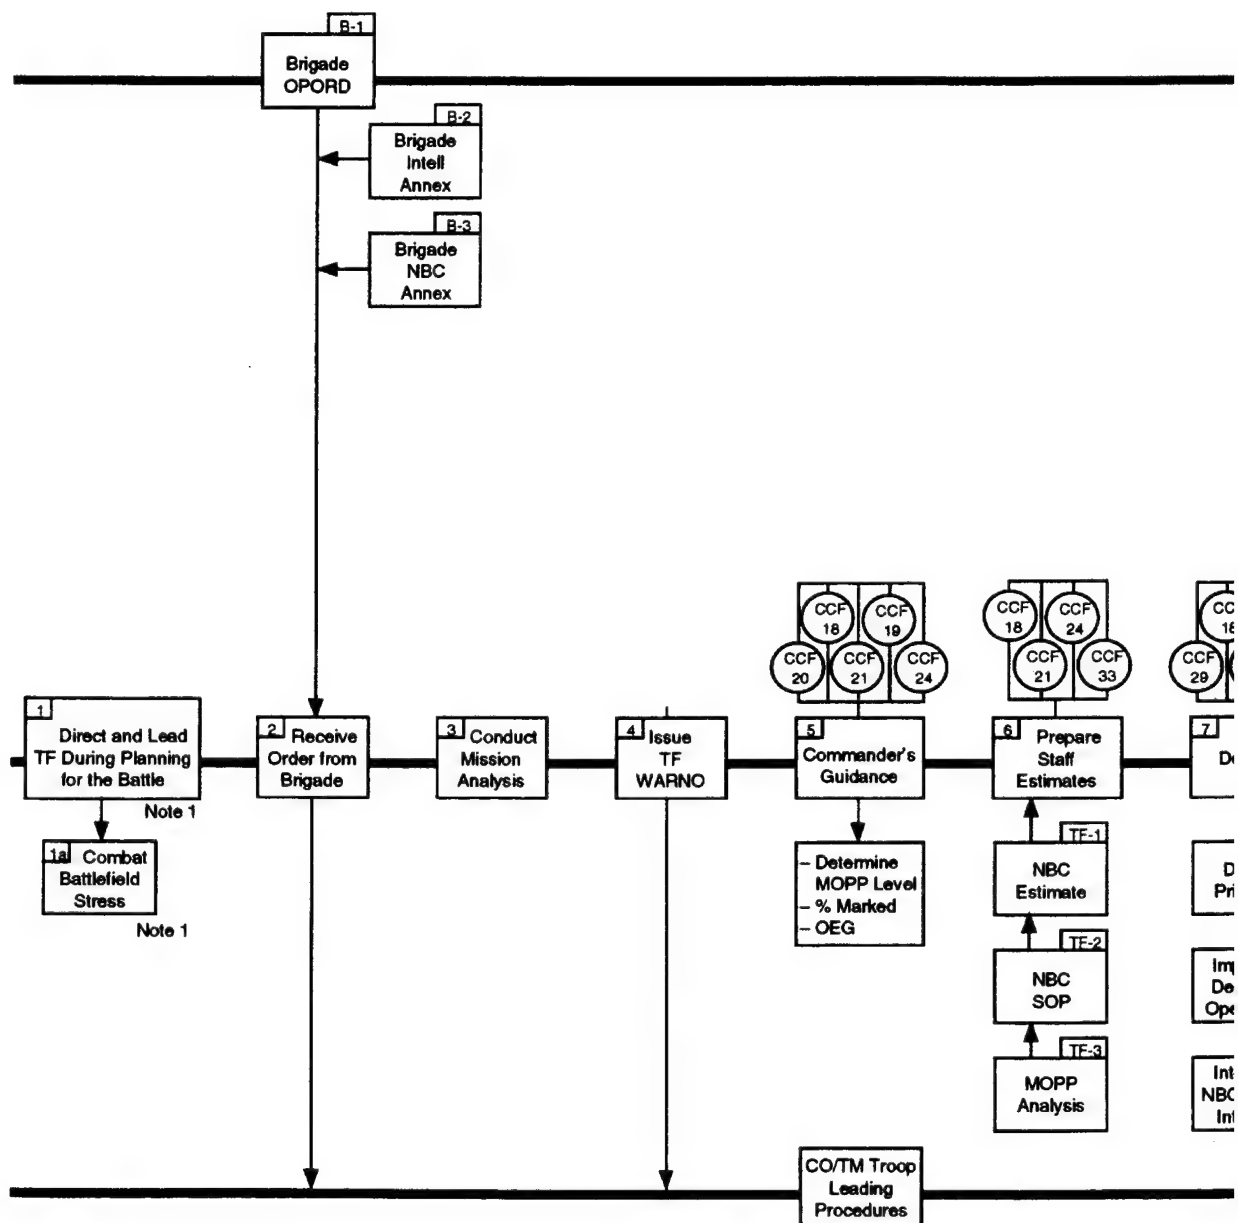 B-1
Brigade
OPORD
B-2
Brigade
Intell
Annex
B-3
Brigade
NBC
Annex
CCF
18
CCF
19
CCF
20
CCF
21
CCF
24
CCF
18
CCF
24
CCF
21
CCF
33
18
CCF
29
1
Direct and Lead
TF During Planning
for the Battle
Note 1
1a Combat
Battlefield
Stress
Note 1
2 Receive
Order from
Brigade
3 Conduct
Mission
Analysis
4 Issue
TF
WARNO
5
Commander's
Guidance
– Determine
MOPP Level
– % Marked
– OEG
6 Prepare
Staff
Estimates
TF-1
NBC
Estimate
TF-2
NBC
SOP
TF-3
MOPP
Analysis
7
NBC
CO/TM Troop
Leading
Procedures